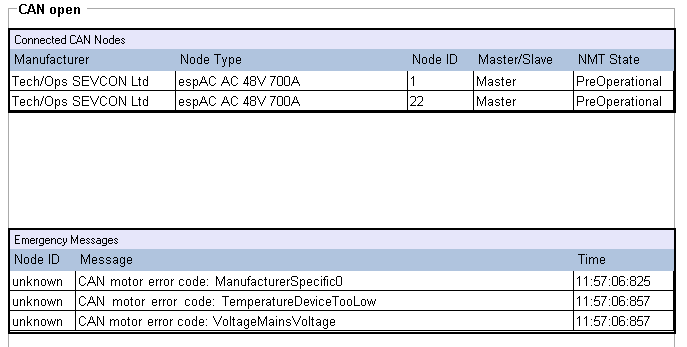 CAN open
Connected CAN Nodes
Manufacturer Node Type Node ID Master/Slave NMT State
Tech/Ops SEVCON Ltd espAC AC 48V 700A 1 Master PreOperational
Tech/Ops SEVCON Ltd espAC AC 48V 700A 22 Master PreOperational
Emergency Messages
Node ID Message Time
unknown CAN motor error code: ManufacturerSpecific0 11:57:06:825
unknown CAN motor error code: TemperatureDeviceTooLow 11:57:06:857
unknown CAN motor error code: VoltageMainsVoltage 11:57:06:857